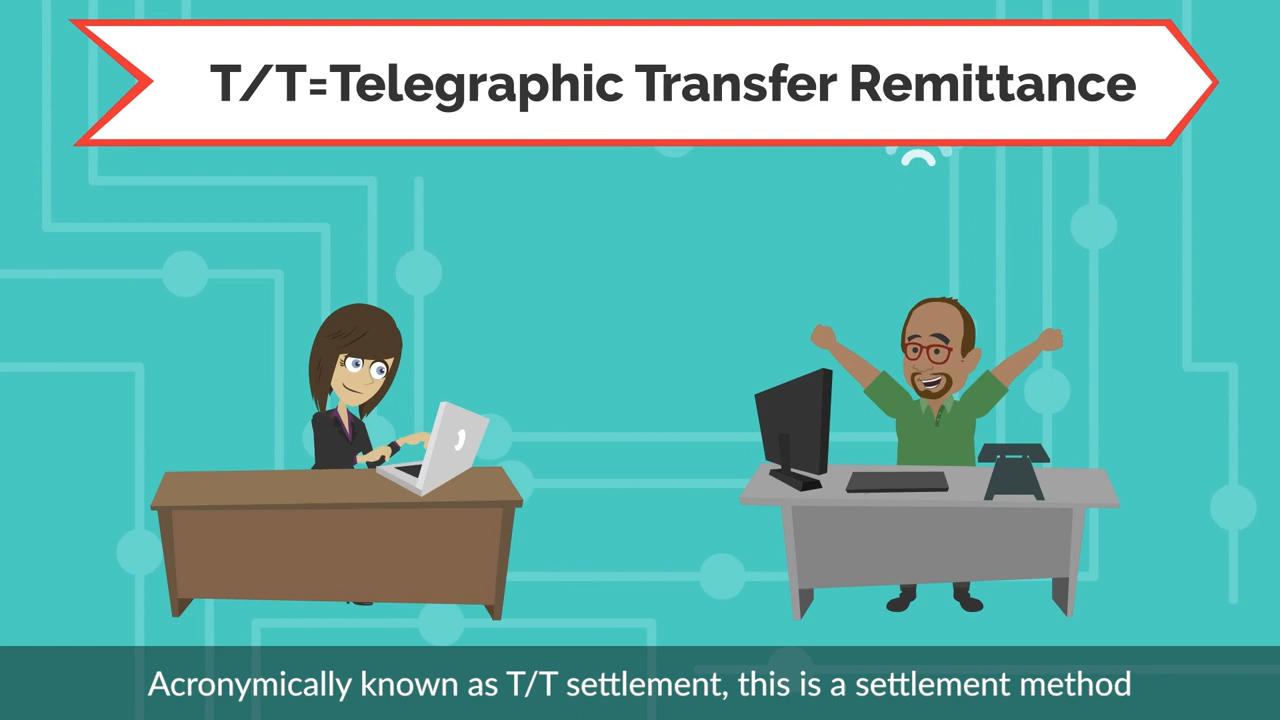 T/T=Telegraphic Transfer Remittance
Acronymically known as T/T settlement, this is a settlement method